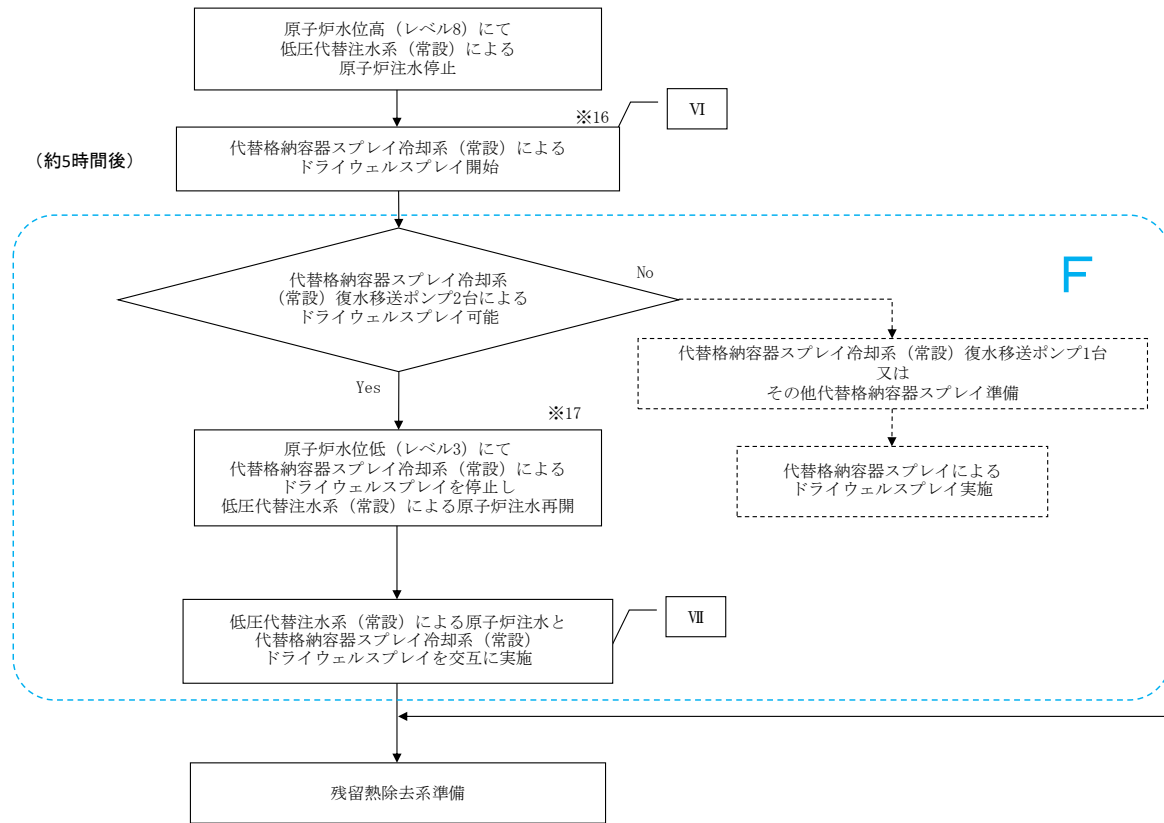 原子炉水位高（レベル8）にて
低圧代替注水系（常設）による
原子炉注水停止
※16
Ⅵ
（約5時間後）
代替格納容器スプレイ冷却系（常設）による
ドライウェルスプレイ開始
F
代替格納容器スプレイ冷却系
（常設）復水移送ポンプ2台による
ドライウェルスプレイ可能
No
Yes
代替格納容器スプレイ冷却系（常設）復水移送ポンプ1台
又は
その他代替格納容器スプレイ準備
※17
原子炉水位低（レベル3）にて
代替格納容器スプレイ冷却系（常設）による
ドライウェルスプレイを停止し
低圧代替注水系（常設）による原子炉注水再開
代替格納容器スプレイによる
ドライウェルスプレイ実施
低圧代替注水系（常設）による原子炉注水と
代替格納容器スプレイ冷却系（常設）
ドライウェルスプレイを交互に実施
Ⅶ
残留熱除去系準備